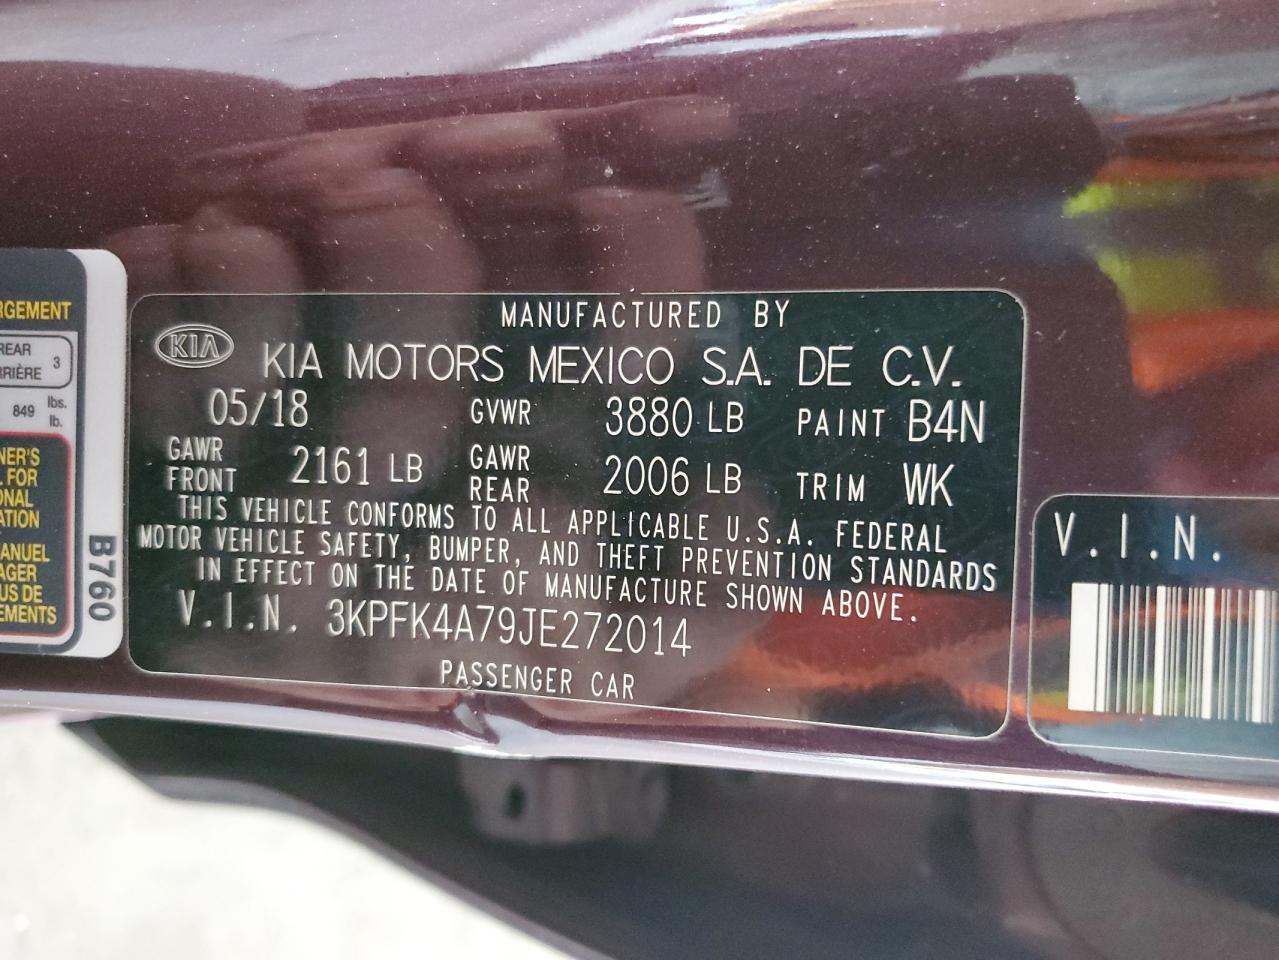 RGEMENT
REAR 3
RRIÈRE
849 lbs.
lb.
NER'S
FOR
ONAL
ATION
MANUEL
AGER
US DE
EMENTS
B760
MANUFACTURED BY
KIA KIA MOTORS MEXICO S.A. DE C.V.
05/18 GVWR 3880 LB PAINT B4N
GAWR FRONT 2161 LB GAWR REAR 2006 LB TRIM WK
THIS VEHICLE CONFORMS TO ALL APPLICABLE U.S.A. FEDERAL
MOTOR VEHICLE SAFETY, BUMPER, AND THEFT PREVENTION STANDARDS
IN EFFECT ON THE DATE OF MANUFACTURE SHOWN ABOVE.
V.I.N. 3KPFK4A79JE272014
PASSENGER CAR
V.I.N.